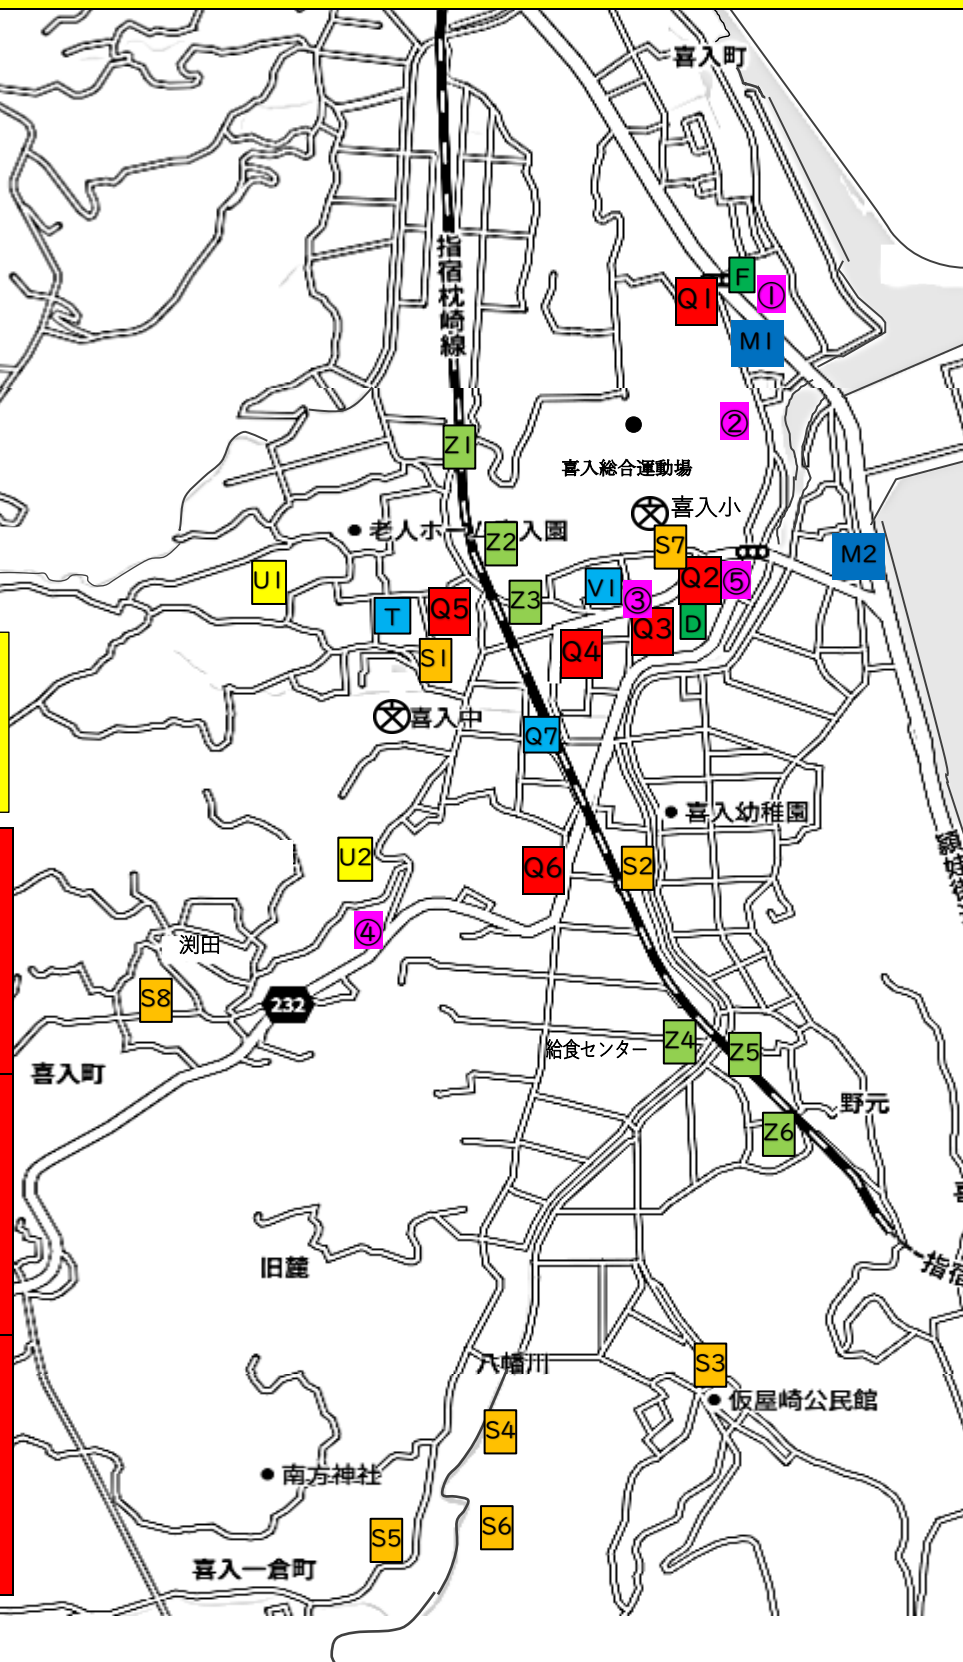 喜入町
指宿枕崎線
F
Q1
①
M1
②
Z1
喜入総合運動場
喜入小
老人ホーム
入園
Z2
S7
M2
U1
V1
Q2
⑤
Z3
③
T
Q5
Q3
D
Q4
S1
喜入中
Q7
喜入幼稚園
U2
Q6
S2
④
渕田
S8
232
給食センター
Z4
Z5
喜入町
野元
Z6
旧麓
指宿
八幡川
S3
仮屋崎公民館
S4
南方神社
S6
S5
喜入一倉町